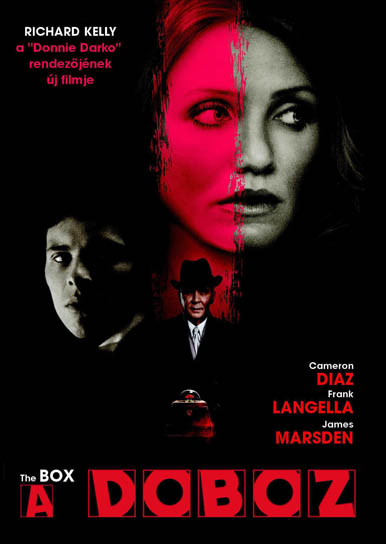 RICHARD KELLY
a "Donnie Darko"
rendezőjének
új filmje
Cameron
DIAZ
Frank
LANGELLA
James
MARSDEN
The BOX
A DOBOZ